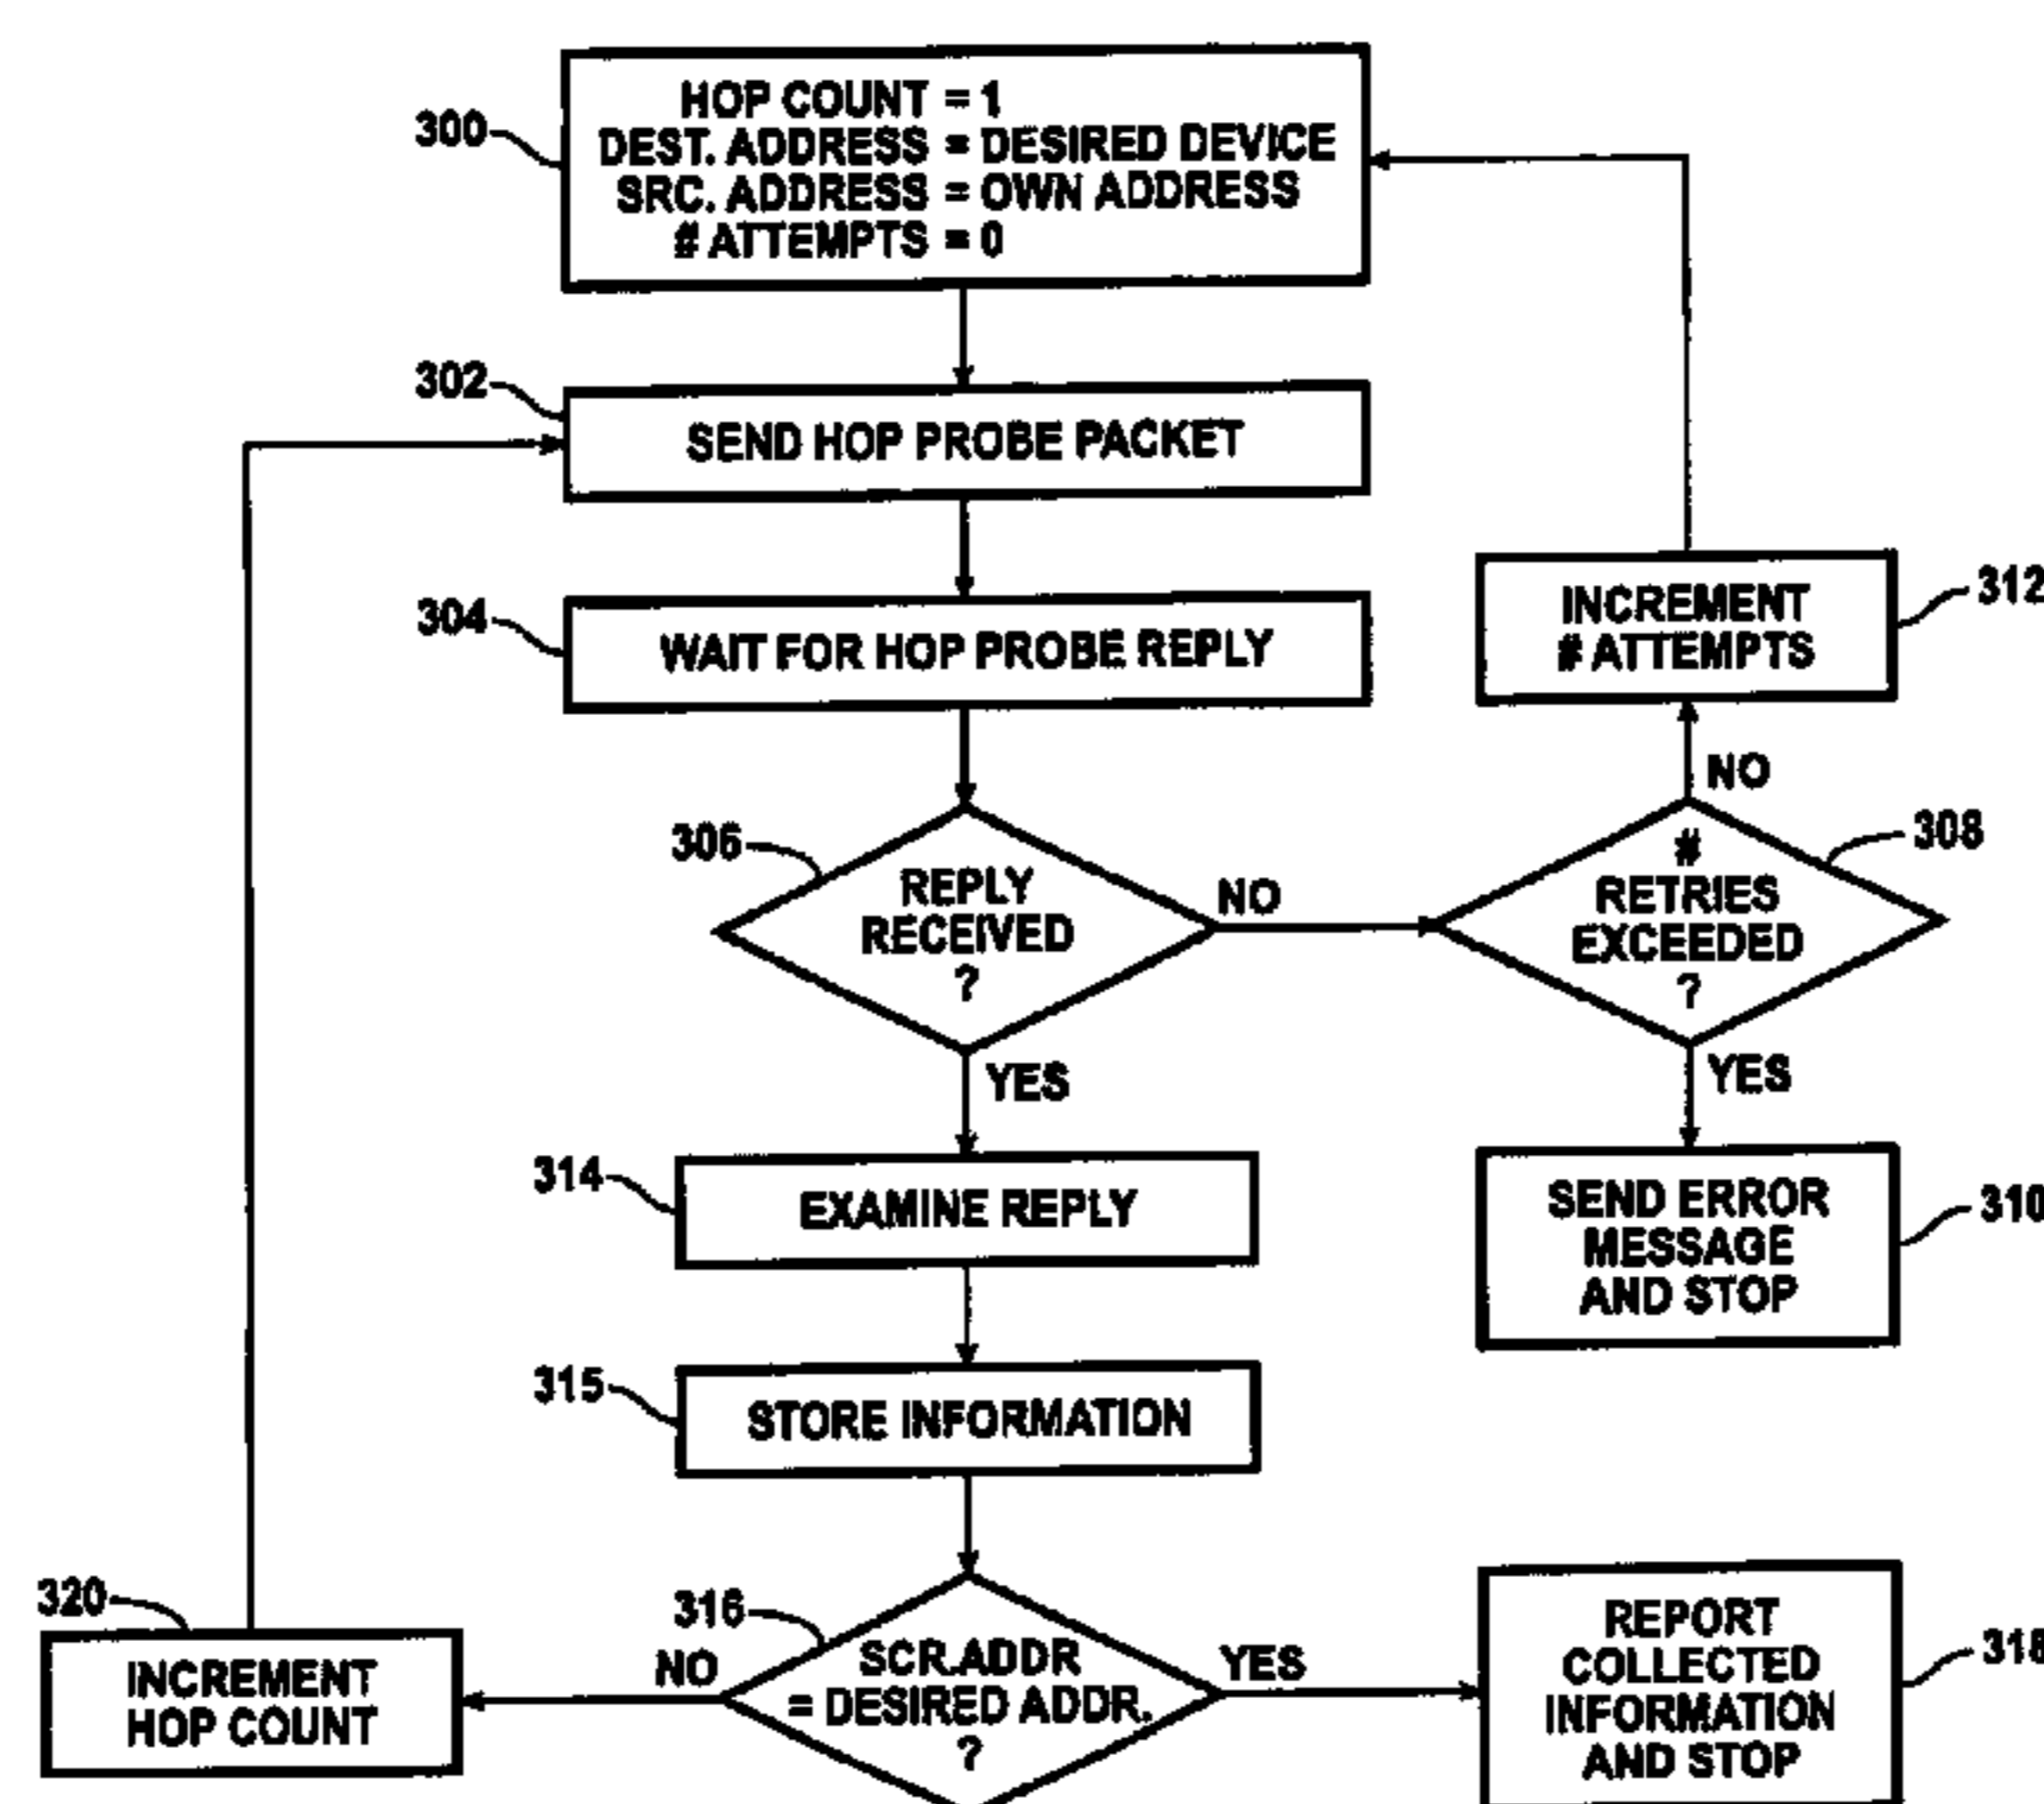 300
HOP COUNT = 1
DEST. ADDRESS = DESIRED DEVICE
SRC. ADDRESS = OWN ADDRESS
# ATTEMPTS = 0
302
SEND HOP PROBE PACKET
304
WAIT FOR HOP PROBE REPLY
312
INCREMENT
# ATTEMPTS
NO
306
REPLY
RECEIVED
?
NO
308
#
RETRIES
EXCEEDED
?
YES
YES
314
EXAMINE REPLY
310
SEND ERROR
MESSAGE
AND STOP
315
STORE INFORMATION
320
INCREMENT
HOP COUNT
NO
316
SCR.ADDR
= DESIRED ADDR.
?
YES
318
REPORT
COLLECTED
INFORMATION
AND STOP